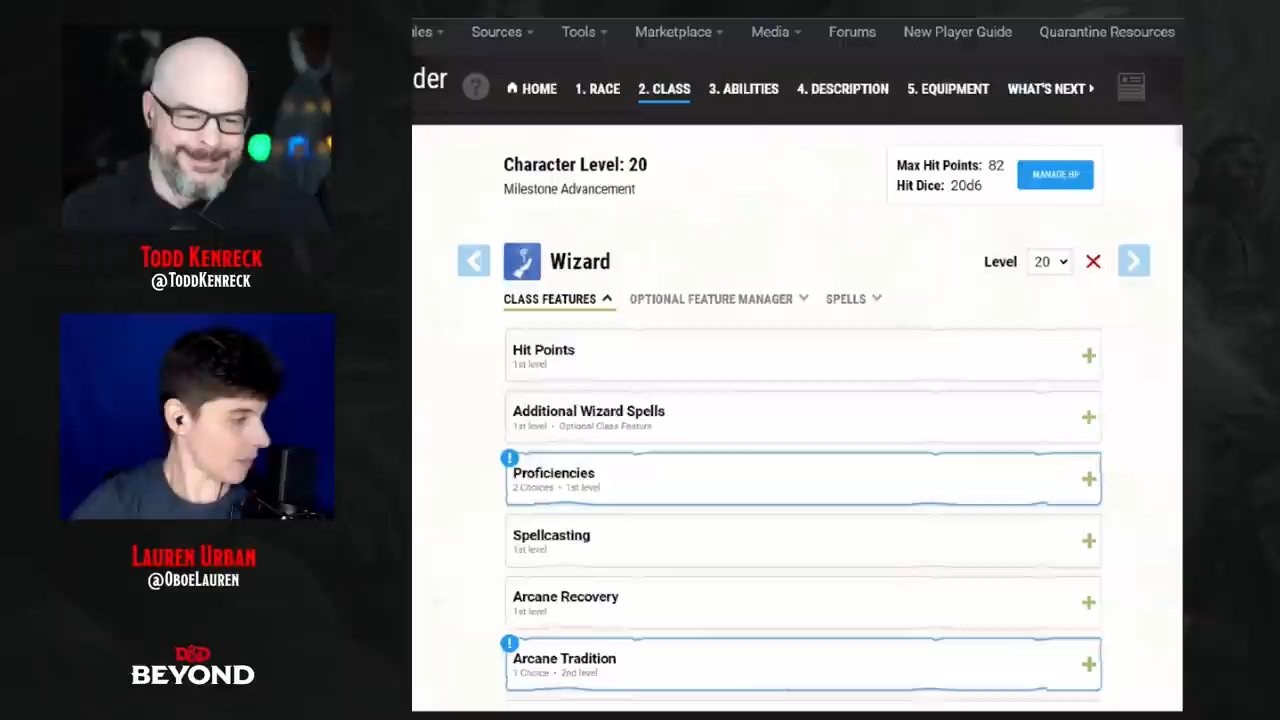 ules
Sources
Tools
Marketplace
Media
Forums
New Player Guide
Quarantine Resources
der
?
HOME
1. RACE
2. CLASS
3. ABILITIES
4. DESCRIPTION
5. EQUIPMENT
WHAT'S NEXT
Character Level: 20
Milestone Advancement
Max Hit Points: 82
Hit Dice: 20d6
MANAGE HP
Wizard
Level 20
CLASS FEATURES
OPTIONAL FEATURE MANAGER
SPELLS
Hit Points
1st level
Additional Wizard Spells
1st level • Optional Class Feature
!
Proficiencies
2 Choices • 1st level
Spellcasting
1st level
Arcane Recovery
1st level
!
Arcane Tradition
1 Choice • 2nd level
TODD KENRECK
@TODDKENRECK
LAUREN URBAN
@OBOELAUREN
D&D
BEYOND